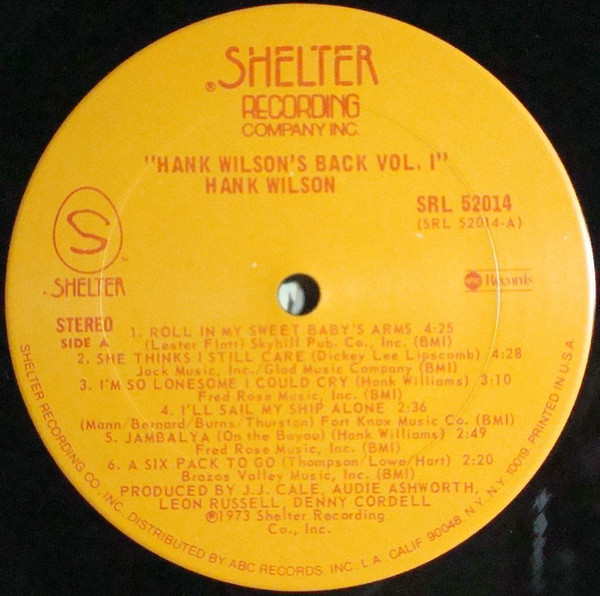 ®SHELTER
RECORDING
COMPANY INC.
"HANK WILSON'S BACK VOL. I"
HANK WILSON
SRL 52014
(SRL 52014-A)
S
SHELTER
abc Records
STEREO
SIDE A
1. ROLL IN MY SWEET BABY'S ARMS 4:25
(Lester Flatt) Skyhill Pub. Co., Inc. (BMI)
2. SHE THINKS I STILL CARE (Dickey Lee Lipscomb) 4:28
Jack Music, Inc./Glad Music Company (BMI)
3. I'M SO LONESOME I COULD CRY (Hank Williams) 3:10
Fred Rose Music, Inc. (BMI)
4. I'LL SAIL MY SHIP ALONE 2:36
(Mann/Bernard/Burns/Thurston) Fort Knox Music Co. (BMI)
5. JAMBALYA (On the Bayou) (Hank Williams) 2:49
Fred Rose Music, Inc. (BMI)
6. A SIX PACK TO GO (Thompson/Lowe/Hart) 2:20
Brazos Valley Music, Inc. (BMI)
PRODUCED BY J.J. CALE, AUDIE ASHWORTH,
LEON RUSSELL, DENNY CORDELL
℗1973 Shelter Recording
Co., Inc.
SHELTER RECORDING CO., INC. DISTRIBUTED BY ABC RECORDS, INC., L.A., CALIF 90048, N.Y., N.Y. 10019. PRINTED IN U.S.A.